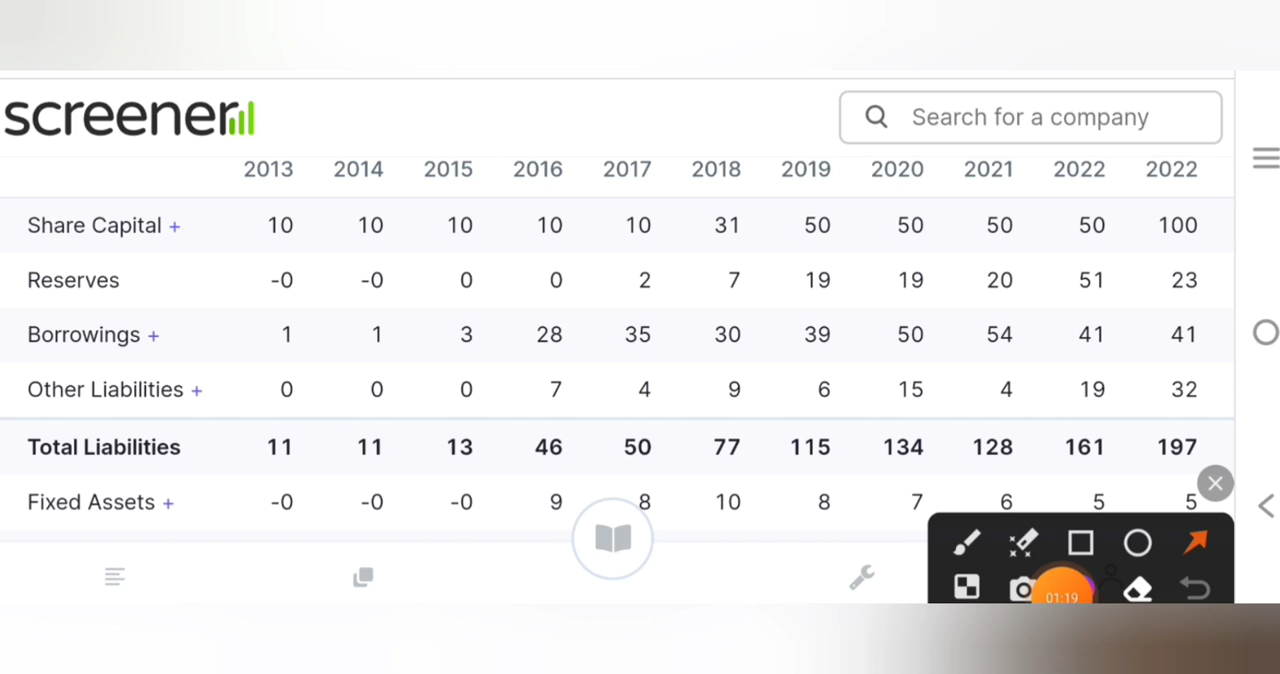 screener
Search for a company
2013 2014 2015 2016 2017 2018 2019 2020 2021 2022 2022
Share Capital + 10 10 10 10 10 31 50 50 50 50 100
Reserves -0 -0 0 0 2 7 19 19 20 51 23
Borrowings + 1 1 3 28 35 30 39 50 54 41 41
Other Liabilities + 0 0 0 7 4 9 6 15 4 19 32
Total Liabilities 11 11 13 46 50 77 115 134 128 161 197
Fixed Assets + -0 -0 -0 9 8 10 8 7 6 5 5
01:19